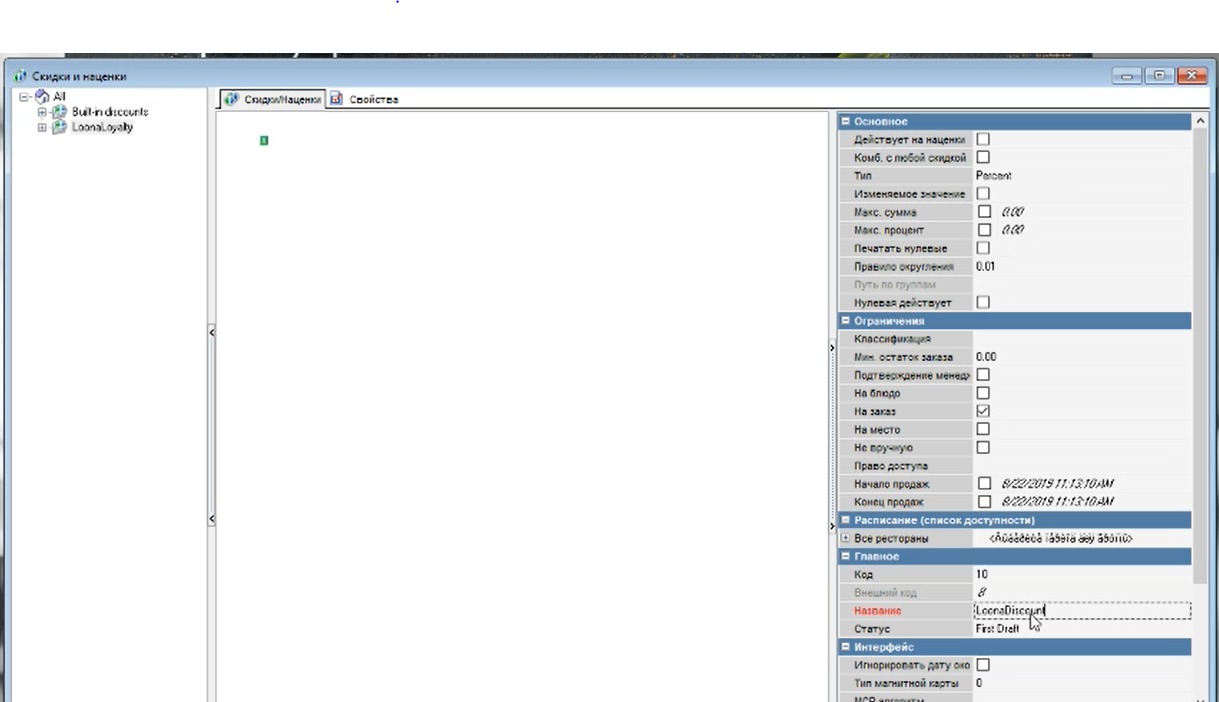 Скидки и наценки
All
Built-in discounts
LoonaLoyalty
Скидки/Наценки
Свойства
Основное
Действует на наценки
Комб. с любой скидкой
Тип Percent
Изменяемое значение
Макс. сумма 0.00
Макс. процент 0.00
Печатать нулевые
Правило округления 0.01
Путь по группам
Нулевая действует
Ограничения
Классификация
Мин. остаток заказа 0.00
Подтверждение менедж
На блюдо
На заказ
На место
Не вручную
Право доступа
Начало продаж 8/22/2019 11:13:10 AM
Конец продаж 8/22/2019 11:13:10 AM
Расписание (список доступности)
Все рестораны
Главное
Код 10
Внешний код 8
Название LoonaDiscount
Статус First Draft
Интерфейс
Игнорировать дату око
Тип магнитной карты 0
MCR алгоритм